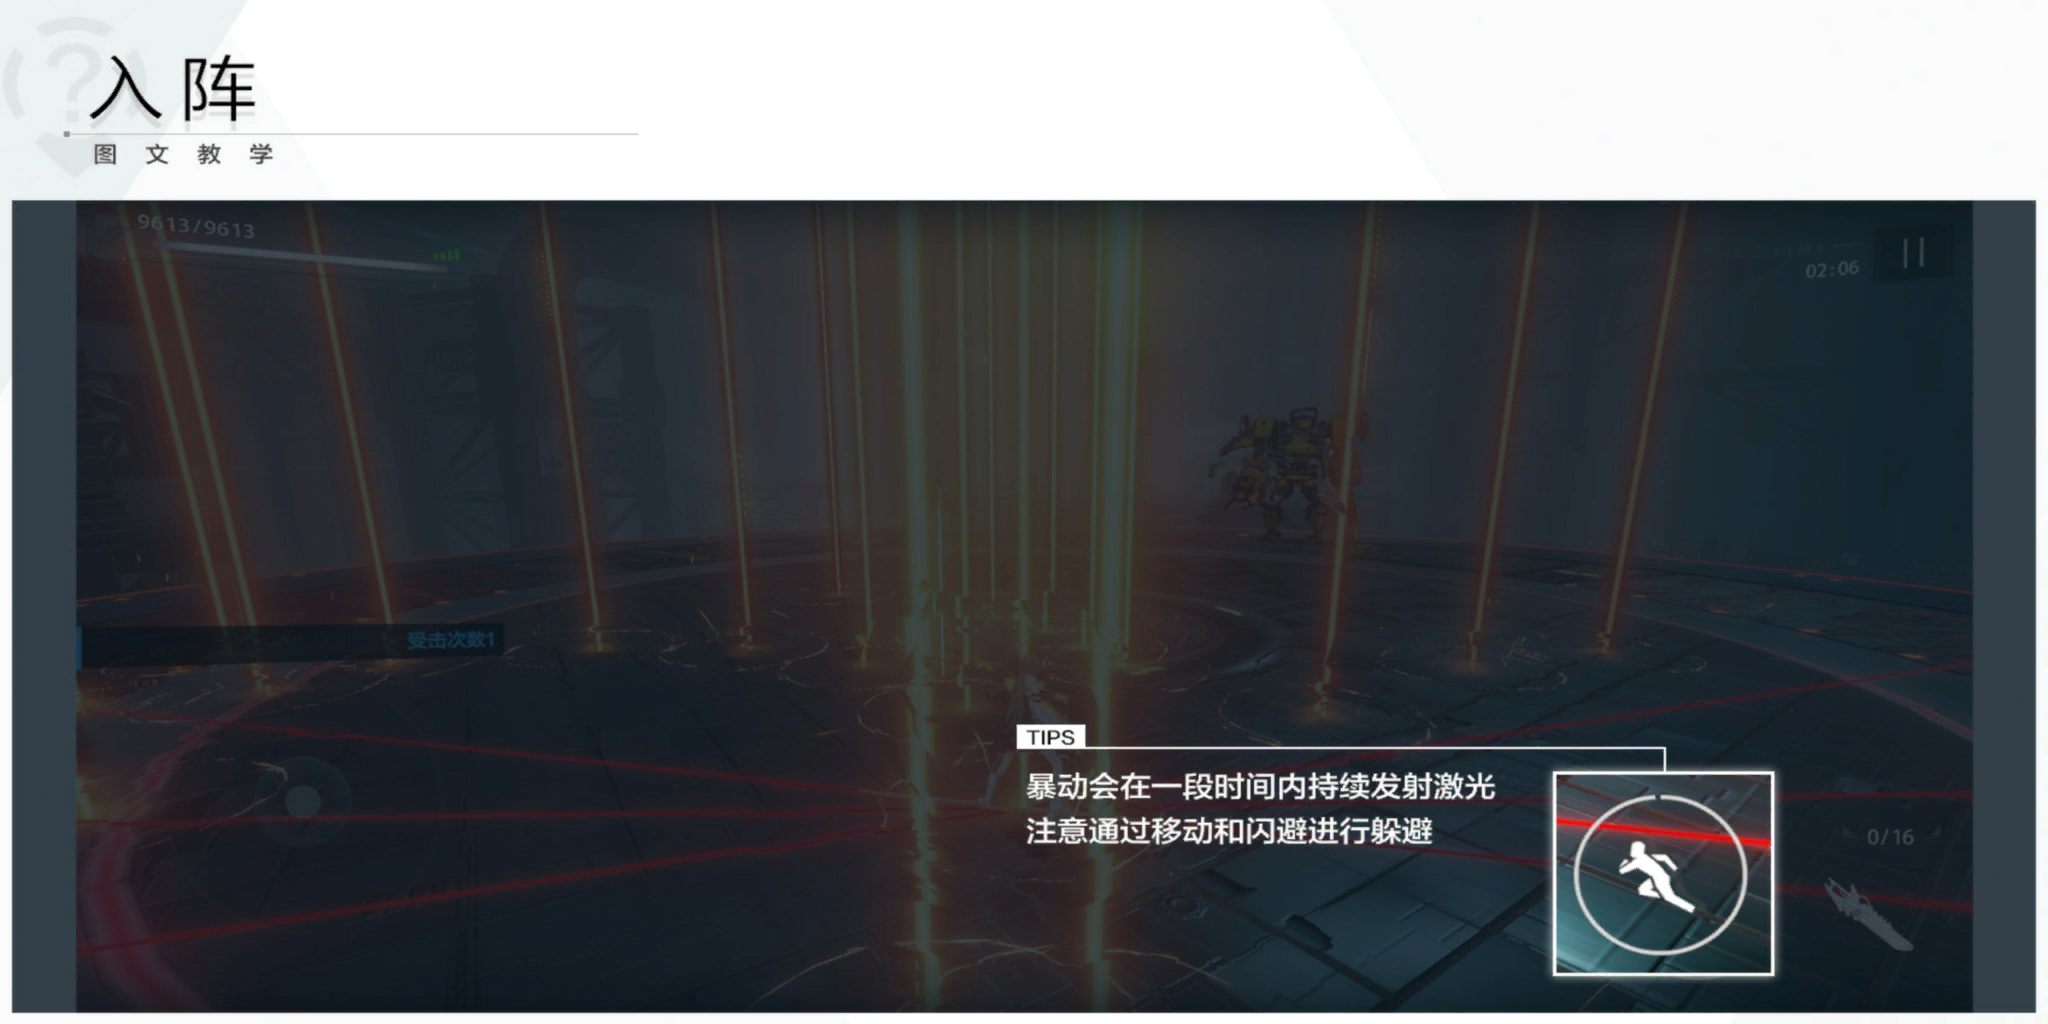 入阵
图文教学
9613/9613
02:06
受击次数1
TIPS
暴动会在一段时间内持续发射激光
注意通过移动和闪避进行躲避
0/16